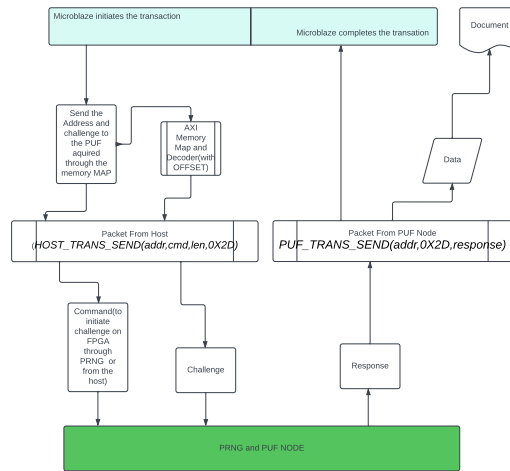 Microblaze initiates the transaction
Microblaze completes the transation
Document
Send the
Address and
challenge to
the PUF
aquired
through the
memory MAP
AXI
Memory
Map and
Decoder(with
OFFSET)
Data
Packet From Host
(HOST_TRANS_SEND(addr,cmd,len,0X2D)
Packet From PUF Node
PUF_TRANS_SEND(addr,0X2D,response)
Command(to
initiate
challenge on
FPGA
through
PRNG or
from the
host)
Challenge
Response
PRNG and PUF NODE